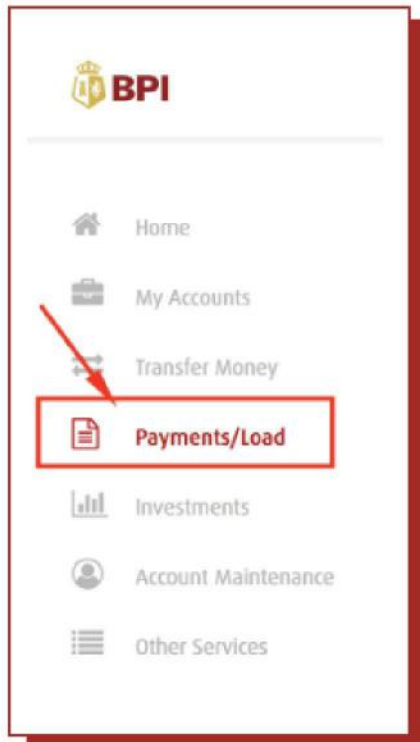 BPI
Home
My Accounts
Transfer Money
Payments/Load
Investments
Account Maintenance
Other Services